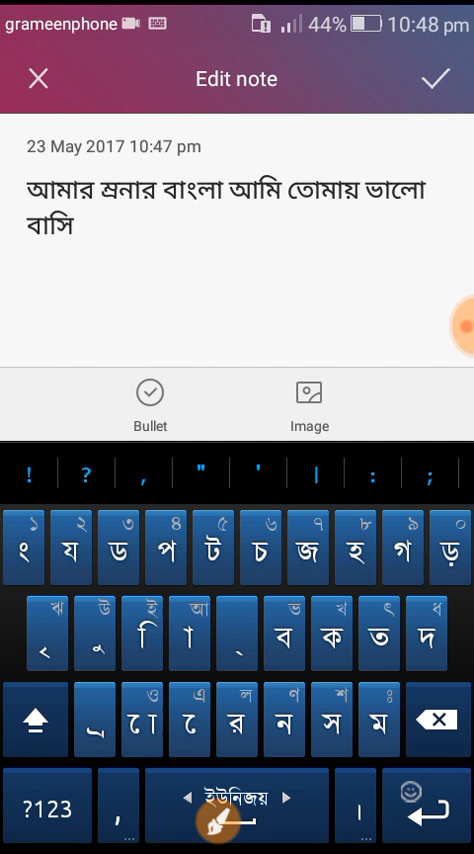 grameenphone 44% 10:48 pm
Edit note
23 May 2017 10:47 pm
আমার ম্রনার বাংলা আমি তোমায় ভালো
বাসি
Bullet Image
! ? , " ' | : ;
১ ২ ৩ ৪ ৫ ৬ ৭ ৮ ৯ ০
ং য ড প ট চ জ হ গ ড়
ঋ উ ই আ ভ খ ৎ ধ
ৃ ু ি া ্ ব ক ত দ
ও এ ল ণ শ ঃ
ো ে র ন স ম
?123 , ইউনিজয় ।